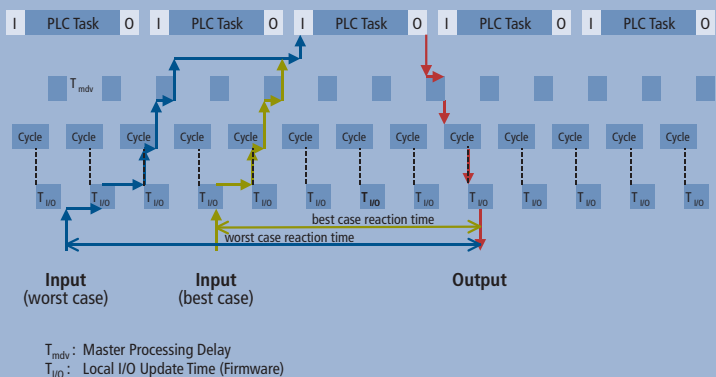 I PLC Task O I PLC Task O I PLC Task O I PLC Task O I PLC Task O
Tmdv
Cycle Cycle Cycle Cycle Cycle Cycle Cycle Cycle Cycle Cycle Cycle Cycle
TI/O TI/O TI/O TI/O TI/O TI/O TI/O TI/O TI/O TI/O TI/O TI/O
best case reaction time
worst case reaction time
Input Input Output
(worst case) (best case)
Tmdv : Master Processing Delay
TI/O : Local I/O Update Time (Firmware)